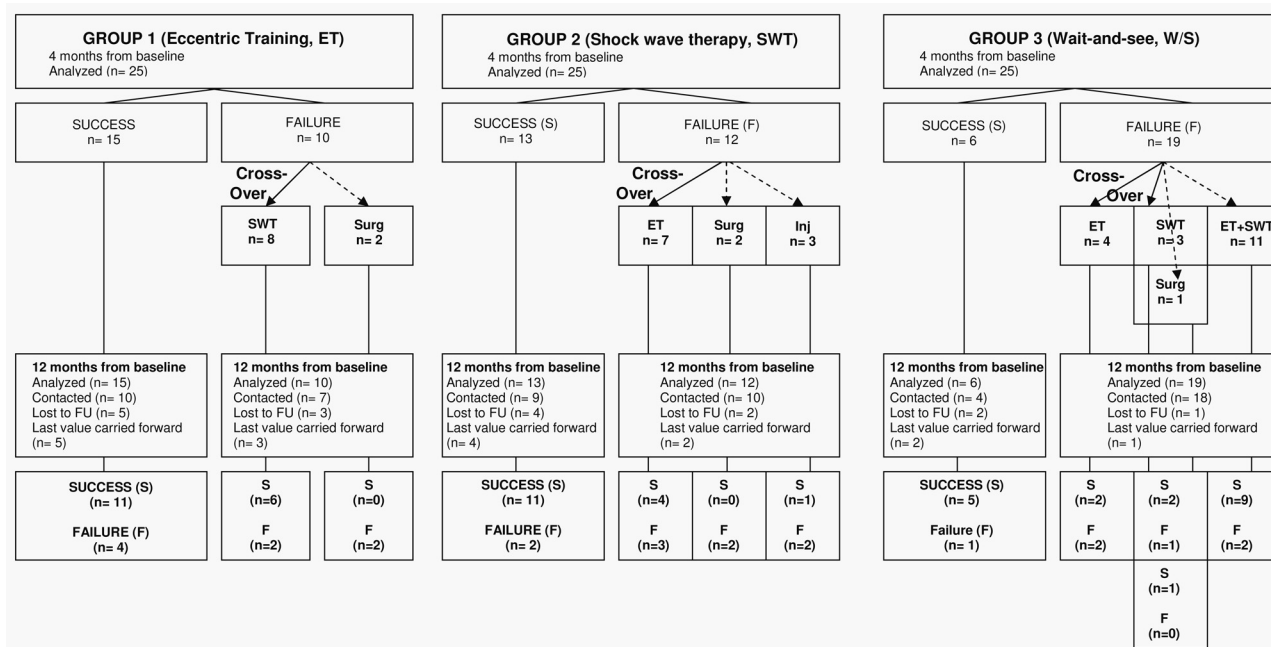 GROUP 1 (Eccentric Training, ET)
4 months from baseline
Analyzed (n= 25)
SUCCESS
n= 15
FAILURE
n= 10
Cross-
Over
SWT
n= 8
Surg
n= 2
12 months from baseline
Analyzed (n= 15)
Contacted (n= 10)
Lost to FU (n= 5)
Last value carried forward
(n= 5)
12 months from baseline
Analyzed (n= 10)
Contacted (n= 7)
Lost to FU (n= 3)
Last value carried forward
(n= 3)
SUCCESS (S)
(n= 11)
FAILURE (F)
(n= 4)
S
(n=6)
F
(n=2)
S
(n=0)
F
(n=2)
GROUP 2 (Shock wave therapy, SWT)
4 months from baseline
Analyzed (n= 25)
SUCCESS (S)
n= 13
FAILURE (F)
n= 12
Cross-
Over
ET
n= 7
Surg
n= 2
Inj
n= 3
12 months from baseline
Analyzed (n= 13)
Contacted (n= 9)
Lost to FU (n= 4)
Last value carried forward
(n= 4)
12 months from baseline
Analyzed (n= 12)
Contacted (n= 10)
Lost to FU (n= 2)
Last value carried forward
(n= 2)
SUCCESS (S)
(n= 11)
FAILURE (F)
(n= 2)
S
(n=4)
F
(n=3)
S
(n=0)
F
(n=2)
S
(n=1)
F
(n=2)
GROUP 3 (Wait-and-see, W/S)
4 months from baseline
Analyzed (n= 25)
SUCCESS (S)
n= 6
FAILURE (F)
n= 19
Cross-
Over
ET
n= 4
SWT
n= 3
ET+SWT
n= 11
Surg
n= 1
12 months from baseline
Analyzed (n= 6)
Contacted (n= 4)
Lost to FU (n= 2)
Last value carried forward
(n= 2)
12 months from baseline
Analyzed (n= 19)
Contacted (n= 18)
Lost to FU (n= 1)
Last value carried forward
(n= 1)
SUCCESS (S)
(n= 5)
Failure (F)
(n= 1)
S
(n=2)
F
(n=2)
S
(n=2)
F
(n=1)
S
(n=9)
F
(n=2)
S
(n=1)
F
(n=0)